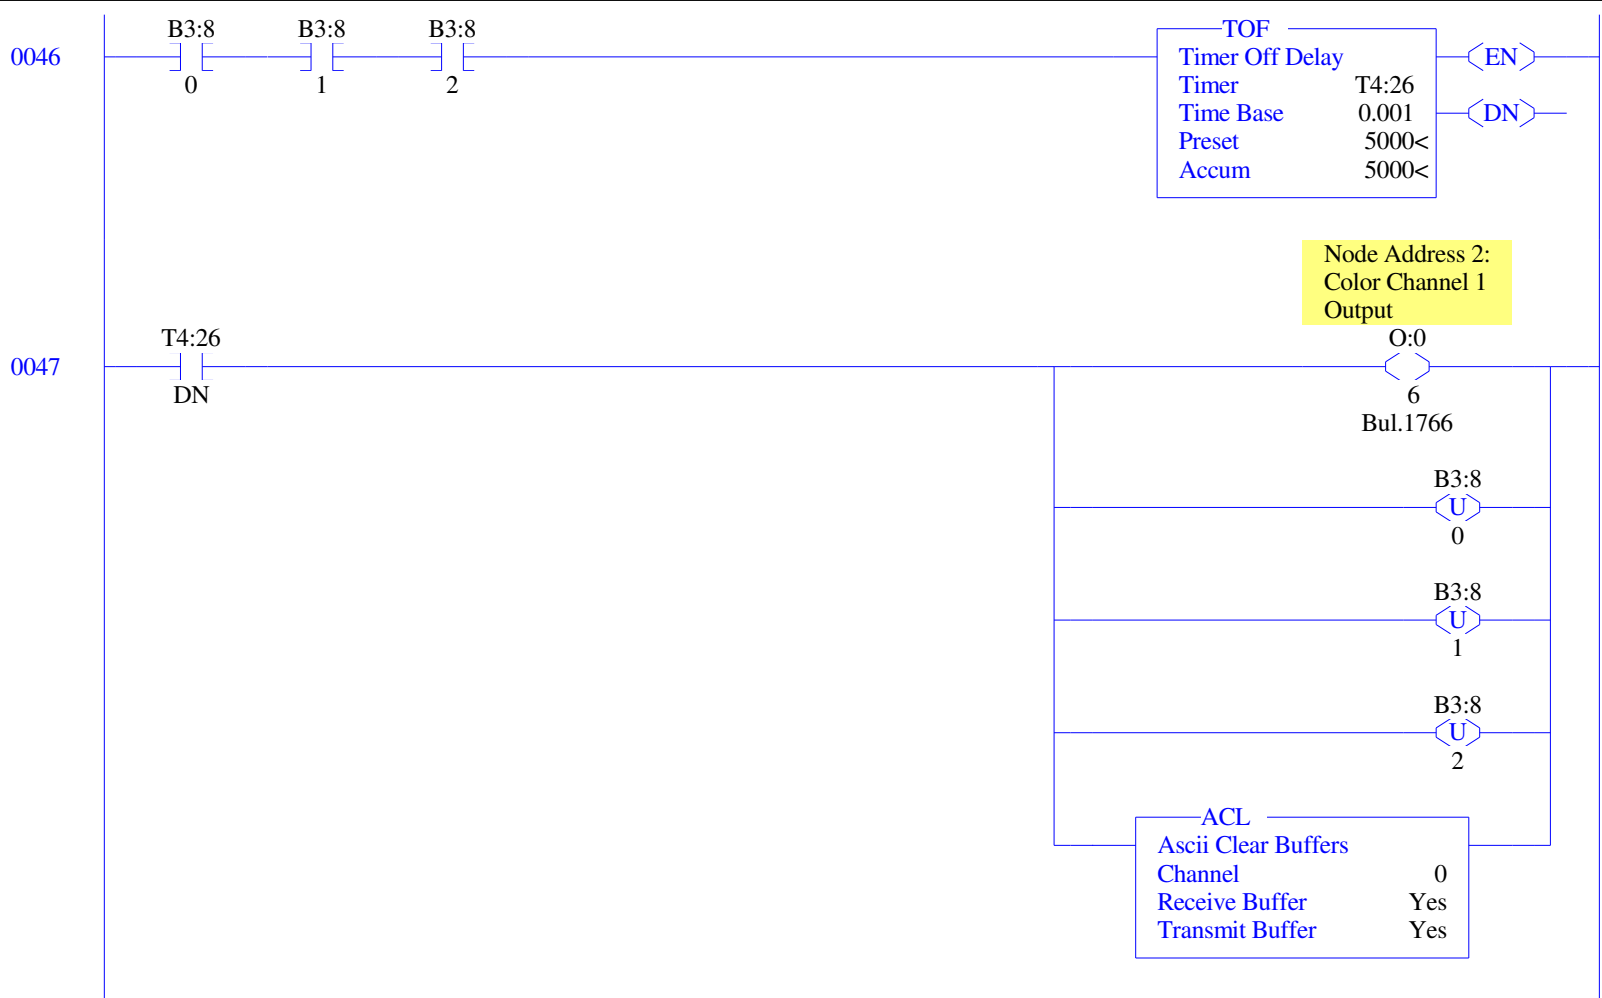 B3:8 B3:8 B3:8 TOF
0046 Timer Off Delay EN
0 1 2 Timer T4:26
Time Base 0.001 DN
Preset 5000<
Accum 5000<
Node Address 2:
Color Channel 1
Output
T4:26 O:0
0047
DN 6
Bul.1766
B3:8
U
0
B3:8
U
1
B3:8
U
2
ACL
Ascii Clear Buffers
Channel 0
Receive Buffer Yes
Transmit Buffer Yes